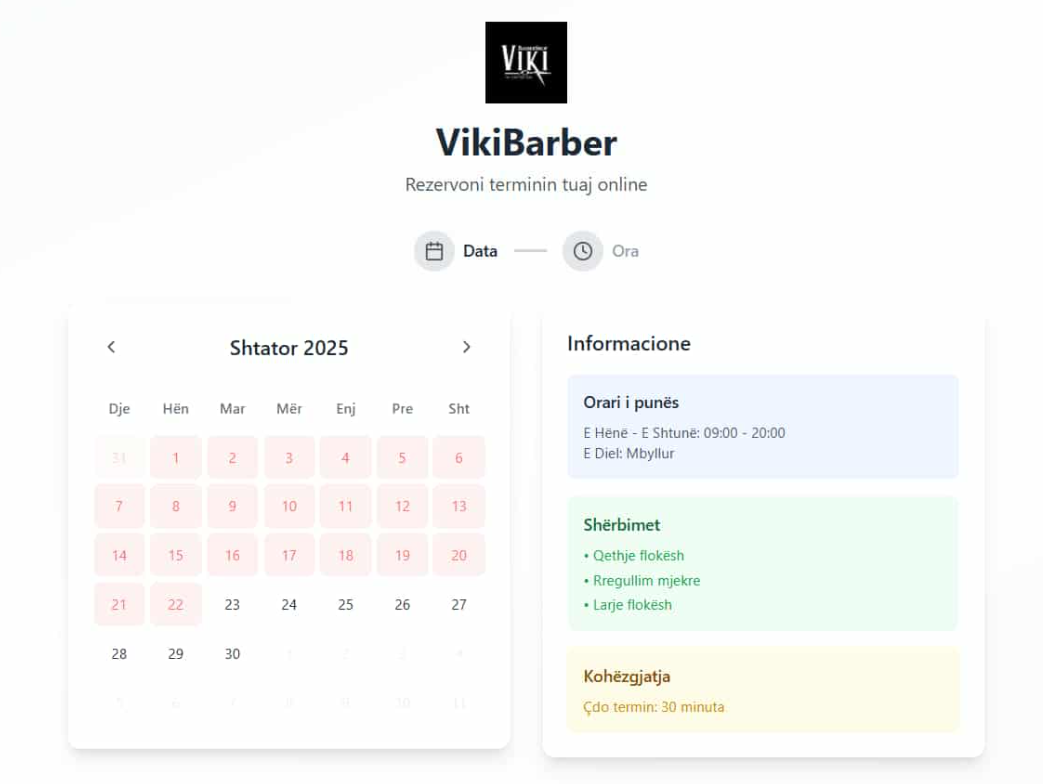 VIKI
VikiBarber
Rezervoni terminin tuaj online
Data
Ora
Shtator 2025
Dje Hën Mar Mër Enj Pre Sht
31 1 2 3 4 5 6
7 8 9 10 11 12 13
14 15 16 17 18 19 20
21 22 23 24 25 26 27
28 29 30 1 2 3 4
5 6 7 8 9 10 11
Informacione
Orari i punës
E Hënë - E Shtunë: 09:00 - 20:00
E Diel: Mbyllur
Shërbimet
• Qethje flokësh
• Rregullim mjekre
• Larje flokësh
Kohëzgjatja
Çdo termin: 30 minuta